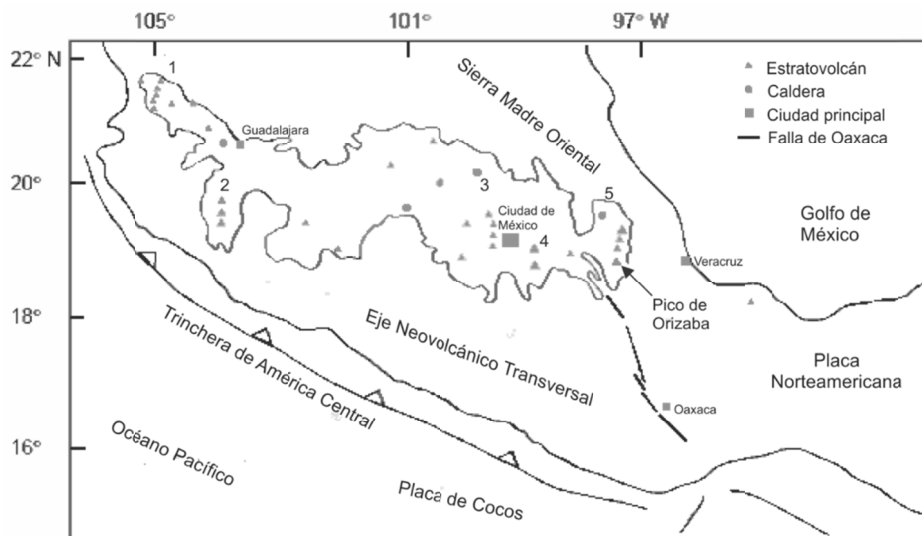 105°
101°
97° W
22° N
20°
18°
16°
1
2
3
4
5
Guadalajara
Ciudad de
México
Sierra Madre Oriental
Estratovolcán
Caldera
Ciudad principal
Falla de Oaxaca
Golfo de
México
Veracruz
Pico de
Orizaba
Placa
Norteamericana
Oaxaca
Eje Neovolcánico Transversal
Trinchera de América Central
Océano Pacífico
Placa de Cocos